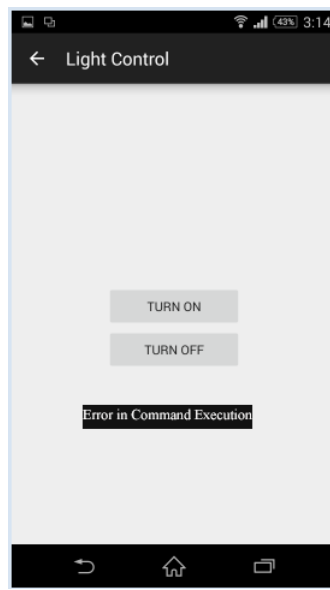 43% 3:14
Light Control
TURN ON
TURN OFF
Error in Command Execution